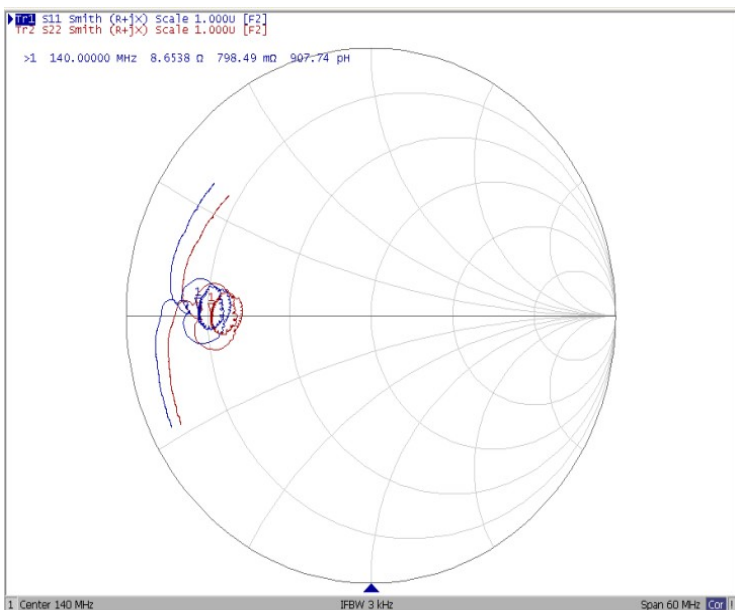 Tr1 S11 Smith (R+jX) Scale 1.000U [F2]
Tr2 S22 Smith (R+jX) Scale 1.000U [F2]
>1 140.00000 MHz 8.6538 Ω 798.49 mΩ 907.74 pH
1 Center 140 MHz IFBW 3 kHz Span 60 MHz Cor